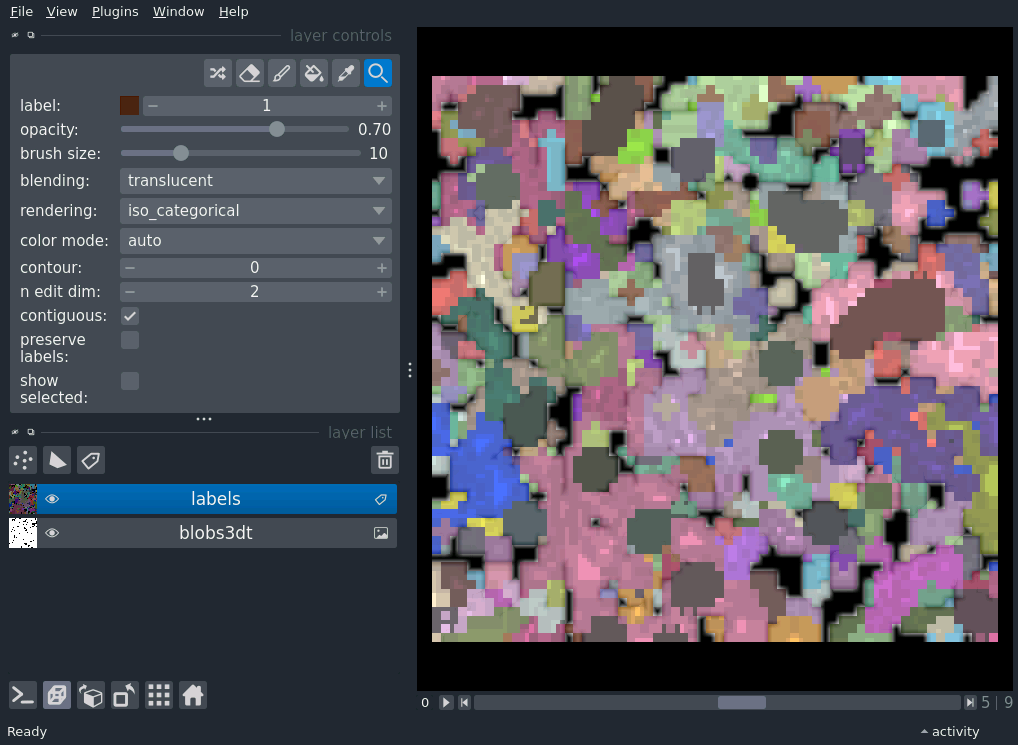 File View Plugins Window Help
layer controls
label: 1
opacity: 0.70
brush size: 10
blending: translucent
rendering: iso_categorical
color mode: auto
contour: 0
n edit dim: 2
contiguous:
preserve
labels:
show
selected:
layer list
labels
blobs3dt
0 5 | 9
Ready activity